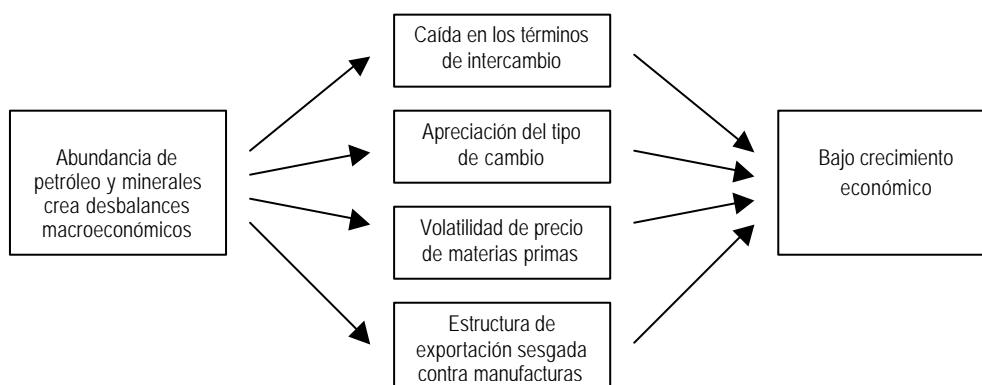 Abundancia de
petróleo y minerales
crea desbalances
macroeconómicos
Caída en los términos
de intercambio
Apreciación del tipo
de cambio
Volatilidad de precio
de materias primas
Estructura de
exportación sesgada
contra manufacturas
Bajo crecimiento
económico